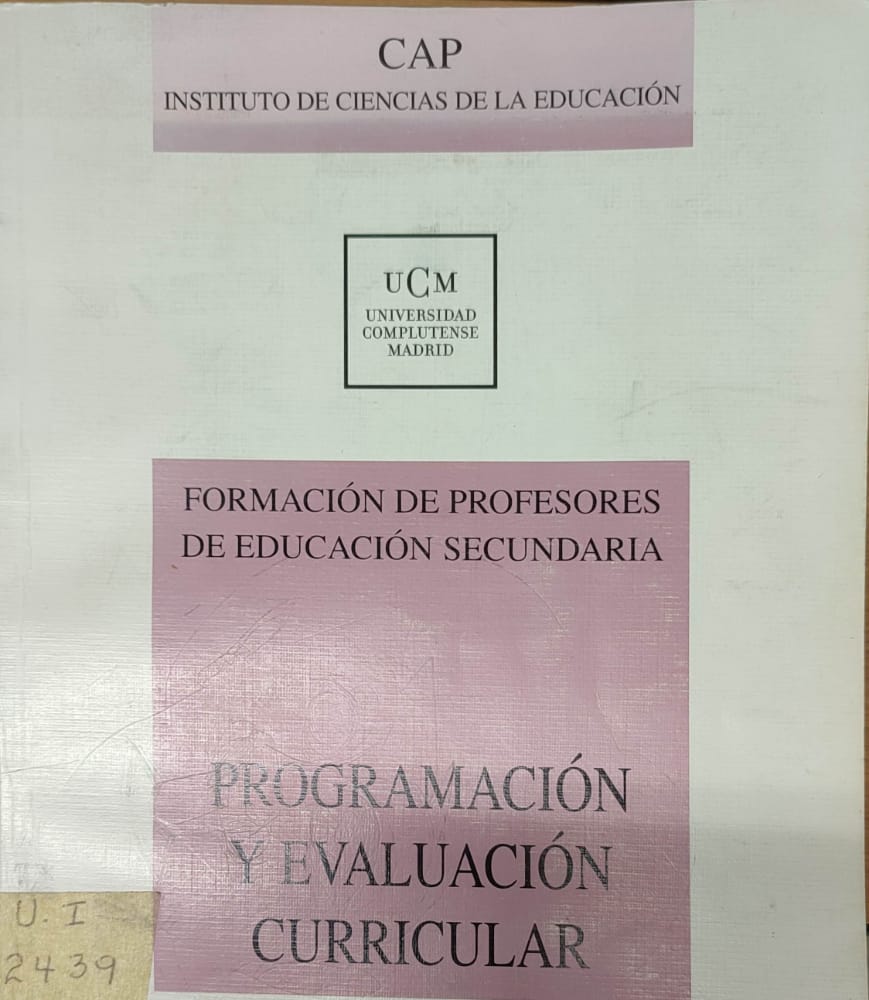 CAP
INSTITUTO DE CIENCIAS DE LA EDUCACIÓN
UCM
UNIVERSIDAD
COMPLUTENSE
MADRID
FORMACIÓN DE PROFESORES
DE EDUCACIÓN SECUNDARIA
PROGRAMACIÓN
Y EVALUACIÓN
CURRICULAR
U. I
2439